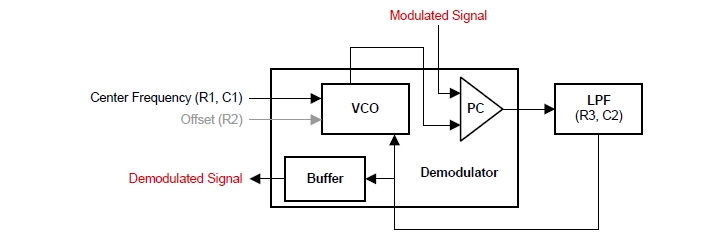 Modulated Signal
Center Frequency (R1, C1)
Offset (R2)
VCO
PC
LPF
(R3, C2)
Demodulated Signal
Buffer
Demodulator